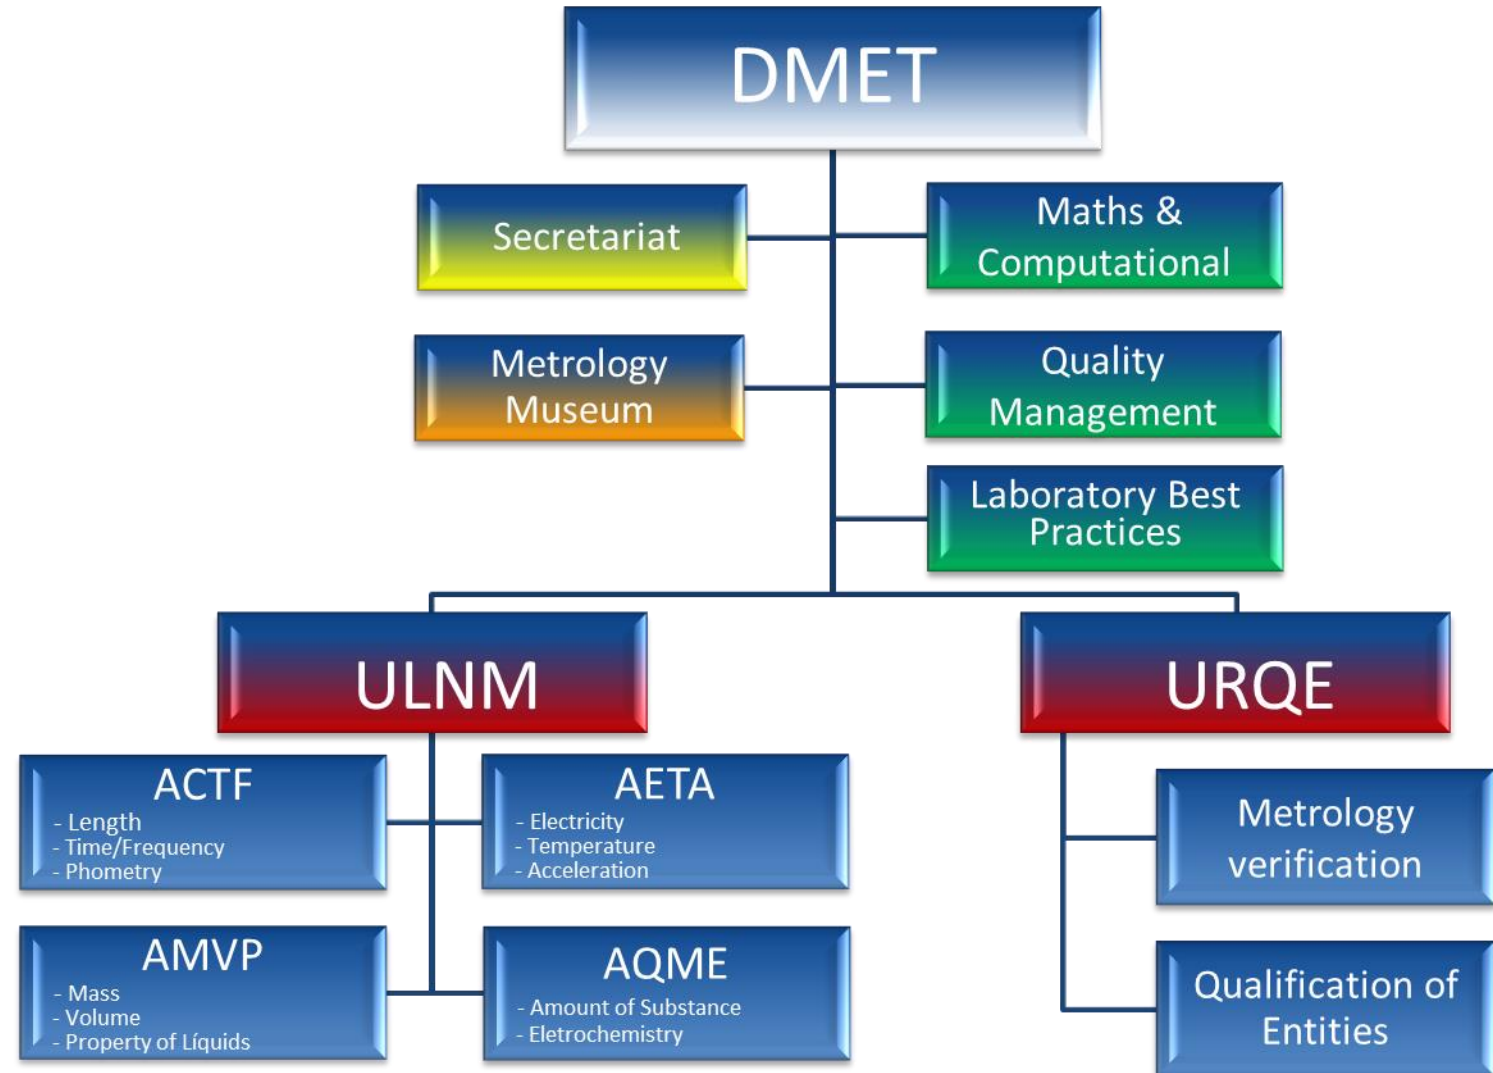 DMET
Secretariat
Maths &
Computational
Metrology
Museum
Quality
Management
Laboratory Best
Practices
ULNM
URQE
ACTF
- Length
- Time/Frequency
- Phometry
AETA
- Electricity
- Temperature
- Acceleration
AMVP
- Mass
- Volume
- Property of Líquids
AQME
- Amount of Substance
- Eletrochemistry
Metrology
verification
Qualification of
Entities